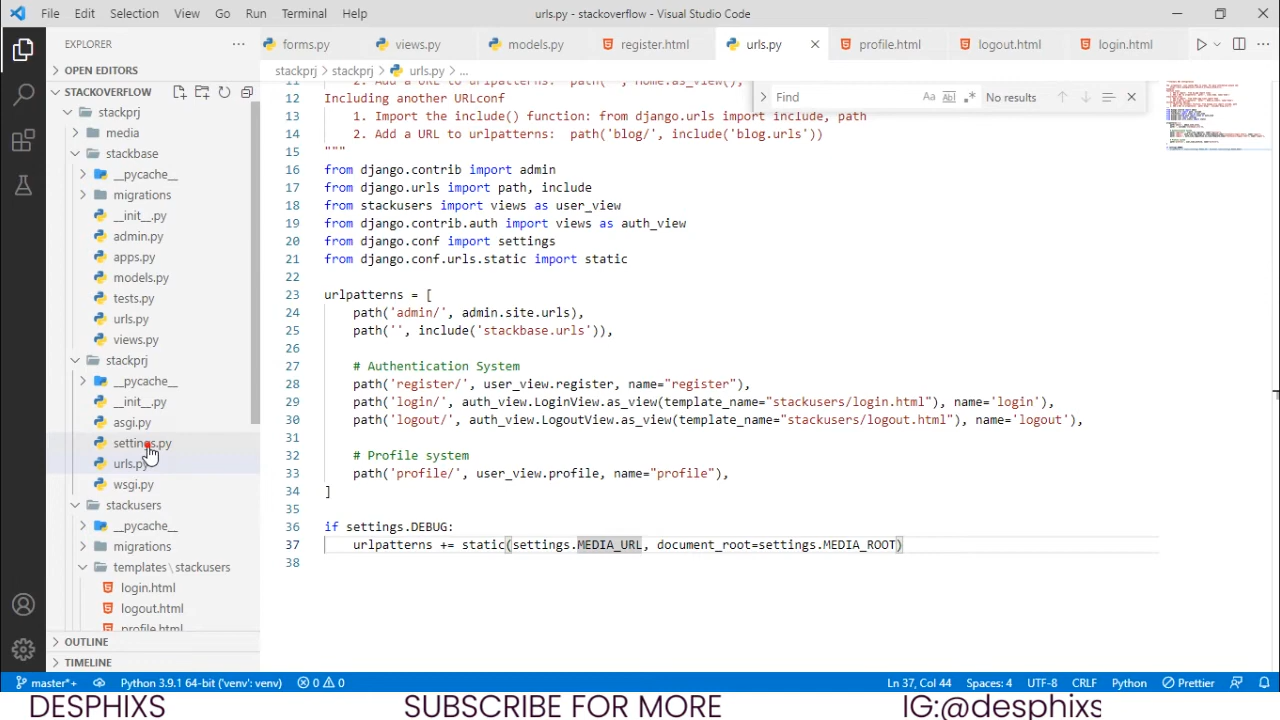 File Edit Selection View Go Run Terminal Help
urls.py - stackoverflow - Visual Studio Code
EXPLORER
forms.py
views.py
models.py
register.html
urls.py
profile.html
logout.html
login.html
OPEN EDITORS
STACKOVERFLOW
stackprj
media
stackbase
__pycache__
migrations
__init__.py
admin.py
apps.py
models.py
tests.py
urls.py
views.py
stackprj
__pycache__
__init__.py
asgi.py
settings.py
urls.py
wsgi.py
stackusers
__pycache__
migrations
templates \ stackusers
login.html
logout.html
profile.html
OUTLINE
TIMELINE
stackprj > stackprj > urls.py > ...
Find
Aa Ab .* No results
11 2. Add a URL to urlpatterns: path('', Home.as_view(),
12 Including another URLconf
13 1. Import the include() function: from django.urls import include, path
14 2. Add a URL to urlpatterns: path('blog/', include('blog.urls'))
15 """
16 from django.contrib import admin
17 from django.urls import path, include
18 from stackusers import views as user_view
19 from django.contrib.auth import views as auth_view
20 from django.conf import settings
21 from django.conf.urls.static import static
22
23 urlpatterns = [
24 path('admin/', admin.site.urls),
25 path('', include('stackbase.urls')),
26
27 # Authentication System
28 path('register/', user_view.register, name="register"),
29 path('login/', auth_view.LoginView.as_view(template_name="stackusers/login.html"), name='login'),
30 path('logout/', auth_view.LogoutView.as_view(template_name="stackusers/logout.html"), name='logout'),
31
32 # Profile system
33 path('profile/', user_view.profile, name="profile"),
34 ]
35
36 if settings.DEBUG:
37 urlpatterns += static(settings.MEDIA_URL, document_root=settings.MEDIA_ROOT)
38
master*+ Python 3.9.1 64-bit ('venv': venv) 0 0 Ln 37, Col 44 Spaces: 4 UTF-8 CRLF Python Prettier
DESPHIXS SUBSCRIBE FOR MORE IG:@desphixs